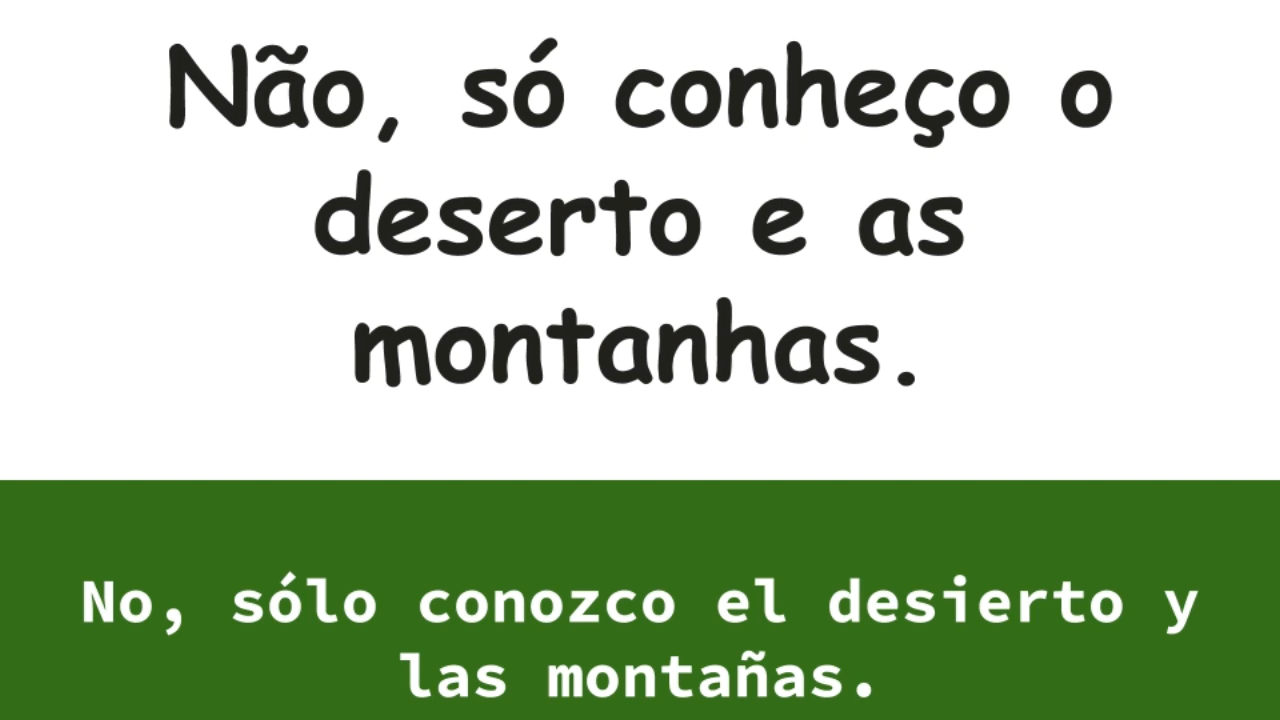 Não, só conheço o
deserto e as
montanhas.
No, sólo conozco el desierto y
las montañas.